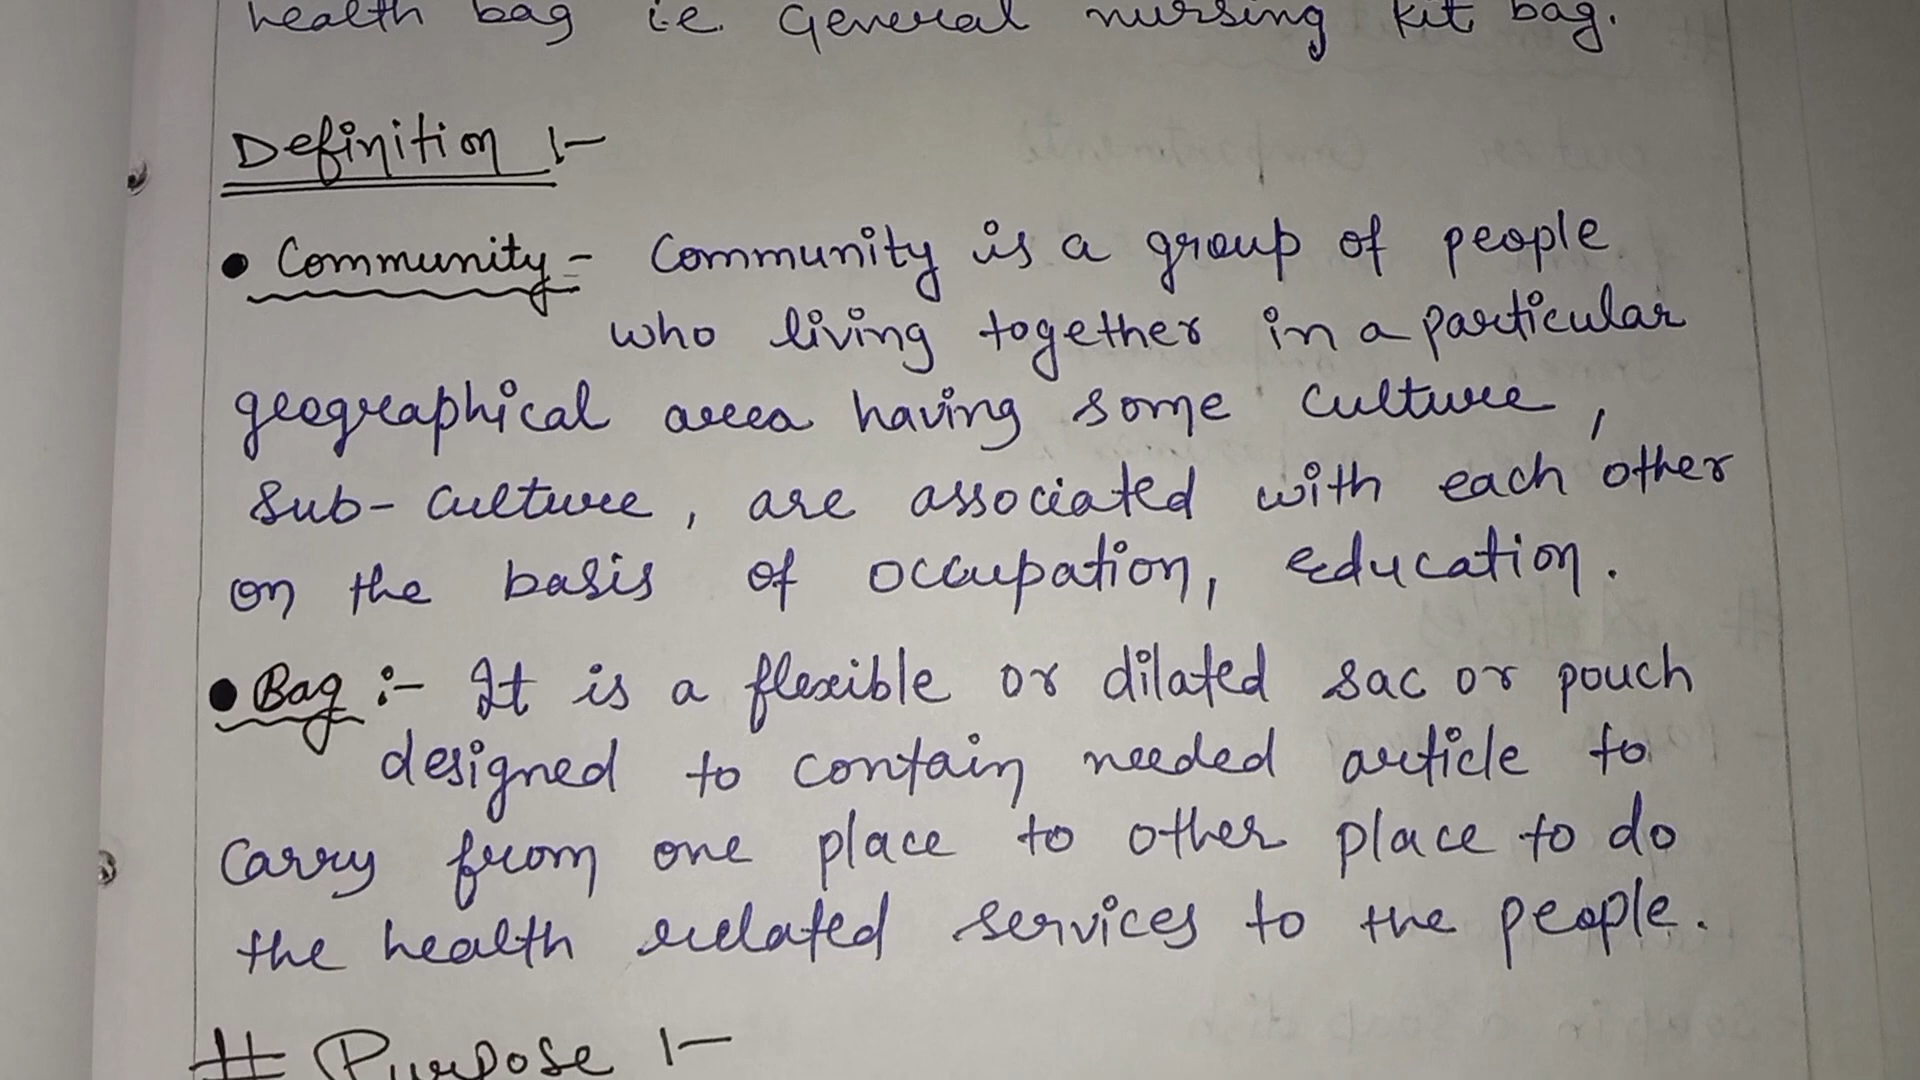 health bag i.e. General nursing kit bag.
Definition :-
• Community - Community is a group of people
who living together in a particular
geographical area having some culture,
Sub-culture, are associated with each other
on the basis of occupation, education.
• Bag :- It is a flexible or dilated sac or pouch
designed to contain needed article to
carry from one place to other place to do
the health related services to the people.
# Purpose :-